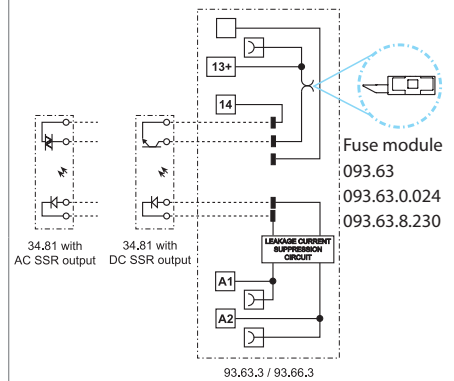 13+
14
Fuse module
093.63
093.63.0.024
093.63.8.230
34.81 with
AC SSR output
34.81 with
DC SSR output
LEAKAGE CURRENT
SUPPRESSION
CIRCUIT
A1
A2
93.63.3 / 93.66.3